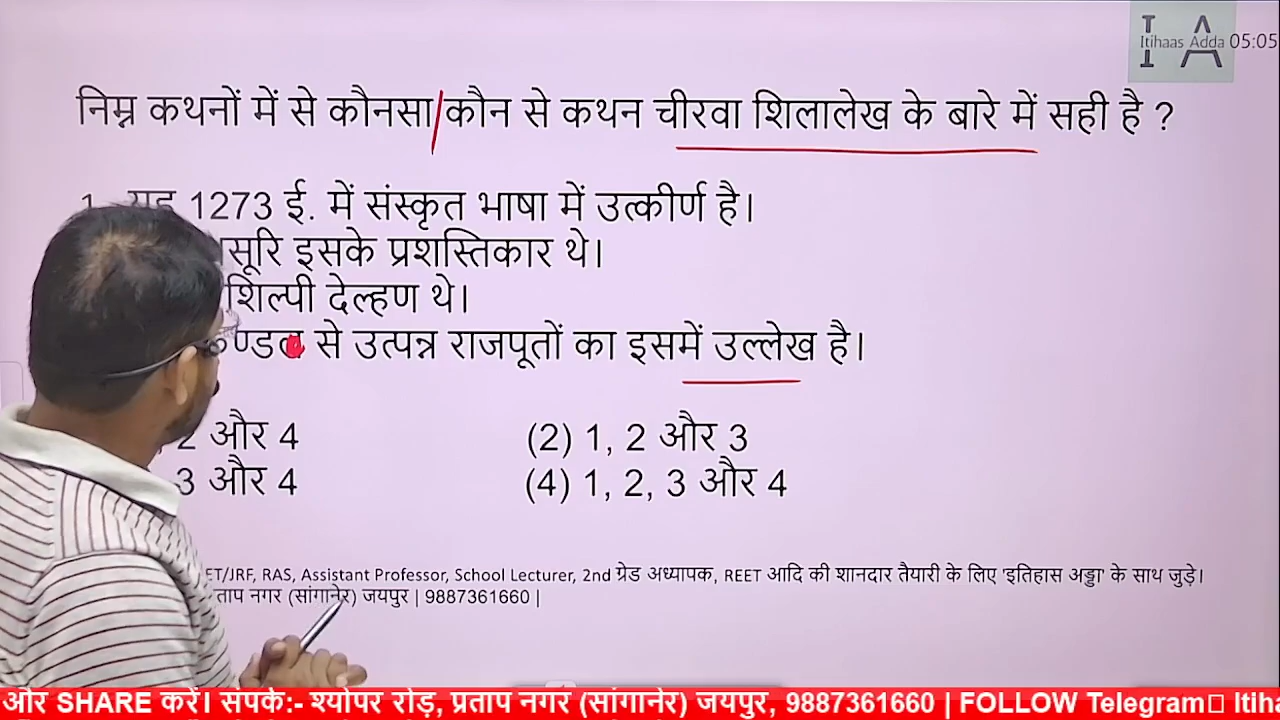 I A
Itihaas Adda 05:05
निम्न कथनों में से कौनसा/कौन से कथन चीरवा शिलालेख के बारे में सही है ?
1273 ई. में संस्कृत भाषा में उत्कीर्ण है।
सूरि इसके प्रशस्तिकार थे।
शिल्पी देल्हण थे।
से उत्पन्न राजपूतों का इसमें उल्लेख है।
2 और 4
(2) 1, 2 और 3
3 और 4
(4) 1, 2, 3 और 4
ET/JRF, RAS, Assistant Professor, School Lecturer, 2nd ग्रेड अध्यापक, REET आदि की शानदार तैयारी के लिए 'इतिहास अड्डा' के साथ जुड़े।
ताप नगर (सांगानेर) जयपुर | 9887361660 |
और SHARE करें। संपर्क:- श्योपर रोड़, प्रताप नगर (सांगानेर) जयपुर, 9887361660 | FOLLOW Telegram Itiha